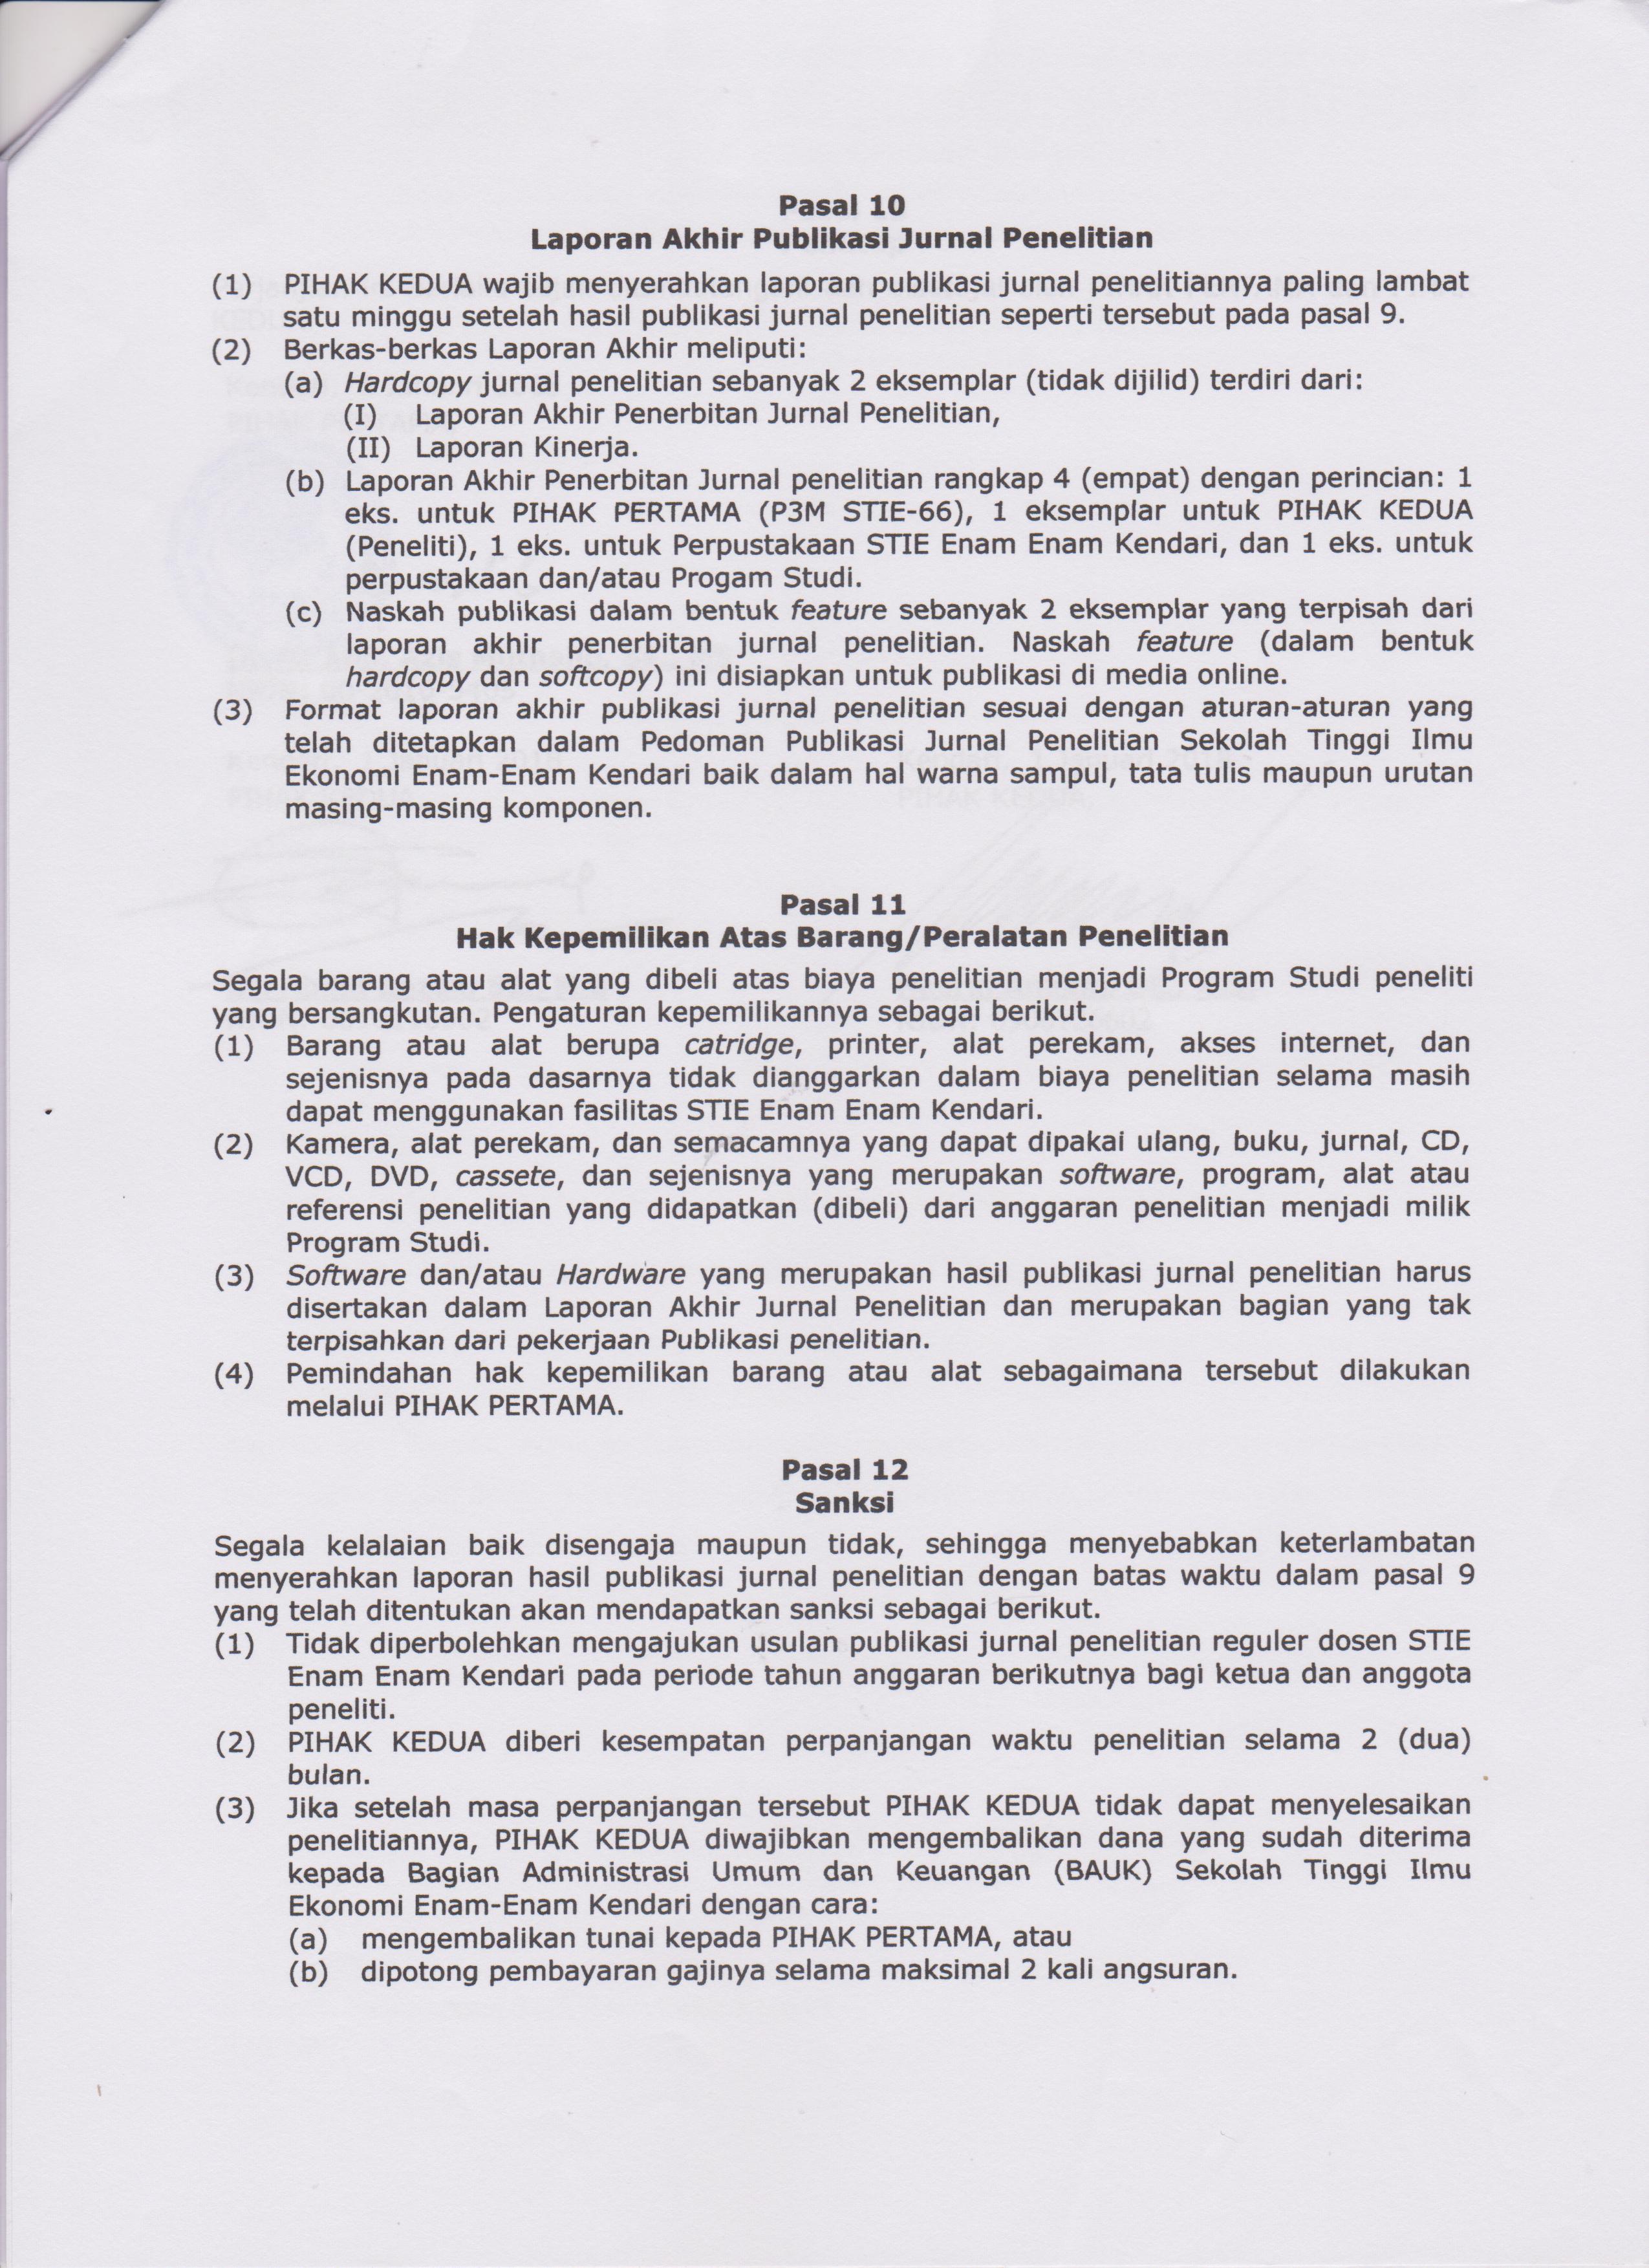 Pasal 10
Laporan Akhir Publikasi Jurnal Penelitian
(1) PIHAK KEDUA wajib menyerahkan laporan publikasi jurnal penelitiannya paling lambat
satu minggu setelah hasil publikasi jurnal penelitian seperti tersebut pada pasal 9.
(2) Berkas-berkas Laporan Akhir meliputi:
(a) Hardcopy jurnal penelitian sebanyak 2 eksemplar (tidak dijilid) terdiri dari:
(I) Laporan Akhir Penerbitan Jurnal Penelitian,
(II) Laporan Kinerja.
(b) Laporan Akhir Penerbitan Jurnal penelitian rangkap 4 (empat) dengan perincian: 1
eks. untuk PIHAK PERTAMA (P3M STIE-66), 1 eksemplar untuk PIHAK KEDUA
(Peneliti), 1 eks. untuk Perpustakaan STIE Enam Enam Kendari, dan 1 eks. untuk
perpustakaan dan/atau Progam Studi.
(c) Naskah publikasi dalam bentuk feature sebanyak 2 eksemplar yang terpisah dari
laporan akhir penerbitan jurnal penelitian. Naskah feature (dalam bentuk
hardcopy dan softcopy) ini disiapkan untuk publikasi di media online.
(3) Format laporan akhir publikasi jurnal penelitian sesuai dengan aturan-aturan yang
telah ditetapkan dalam Pedoman Publikasi Jurnal Penelitian Sekolah Tinggi Ilmu
Ekonomi Enam-Enam Kendari baik dalam hal warna sampul, tata tulis maupun urutan
masing-masing komponen.
Pasal 11
Hak Kepemilikan Atas Barang/Peralatan Penelitian
Segala barang atau alat yang dibeli atas biaya penelitian menjadi Program Studi peneliti
yang bersangkutan. Pengaturan kepemilikannya sebagai berikut.
(1) Barang atau alat berupa catridge, printer, alat perekam, akses internet, dan
sejenisnya pada dasarnya tidak dianggarkan dalam biaya penelitian selama masih
dapat menggunakan fasilitas STIE Enam Enam Kendari.
(2) Kamera, alat perekam, dan semacamnya yang dapat dipakai ulang, buku, jurnal, CD,
VCD, DVD, cassete, dan sejenisnya yang merupakan software, program, alat atau
referensi penelitian yang didapatkan (dibeli) dari anggaran penelitian menjadi milik
Program Studi.
(3) Software dan/atau Hardware yang merupakan hasil publikasi jurnal penelitian harus
disertakan dalam Laporan Akhir Jurnal Penelitian dan merupakan bagian yang tak
terpisahkan dari pekerjaan Publikasi penelitian.
(4) Pemindahan hak kepemilikan barang atau alat sebagaimana tersebut dilakukan
melalui PIHAK PERTAMA.
Pasal 12
Sanksi
Segala kelalaian baik disengaja maupun tidak, sehingga menyebabkan keterlambatan
menyerahkan laporan hasil publikasi jurnal penelitian dengan batas waktu dalam pasal 9
yang telah ditentukan akan mendapatkan sanksi sebagai berikut.
(1) Tidak diperbolehkan mengajukan usulan publikasi jurnal penelitian reguler dosen STIE
Enam Enam Kendari pada periode tahun anggaran berikutnya bagi ketua dan anggota
peneliti.
(2) PIHAK KEDUA diberi kesempatan perpanjangan waktu penelitian selama 2 (dua)
bulan.
(3) Jika setelah masa perpanjangan tersebut PIHAK KEDUA tidak dapat menyelesaikan
penelitiannya, PIHAK KEDUA diwajibkan mengembalikan dana yang sudah diterima
kepada Bagian Administrasi Umum dan Keuangan (BAUK) Sekolah Tinggi Ilmu
Ekonomi Enam-Enam Kendari dengan cara:
(a) mengembalikan tunai kepada PIHAK PERTAMA, atau
(b) dipotong pembayaran gajinya selama maksimal 2 kali angsuran.